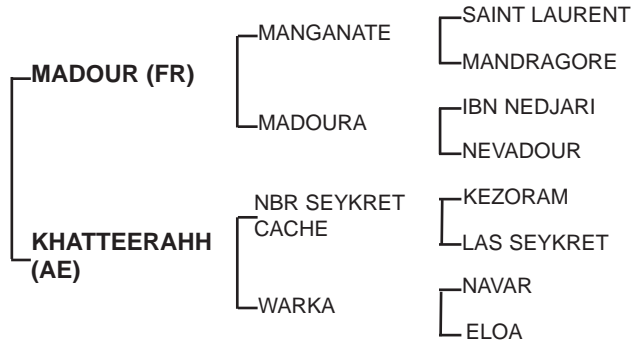 SAINT LAURENT
MANGANATE
MANDRAGORE
MADOUR (FR)
IBN NEDJARI
MADOURA
NEVADOUR
KEZORAM
NBR SEYKRET
CACHE
LAS SEYKRET
KHATTEERAHH
(AE)
NAVAR
WARKA
ELOA